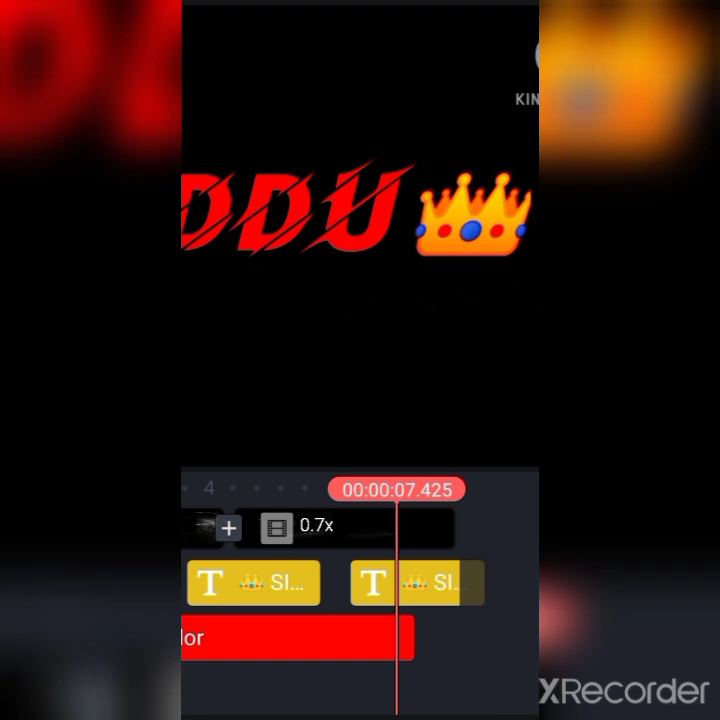 KIN
DDU
4
00:00:07.425
+ 0.7x
T 👑 SI... T 👑 SI...
lor
XRecorder